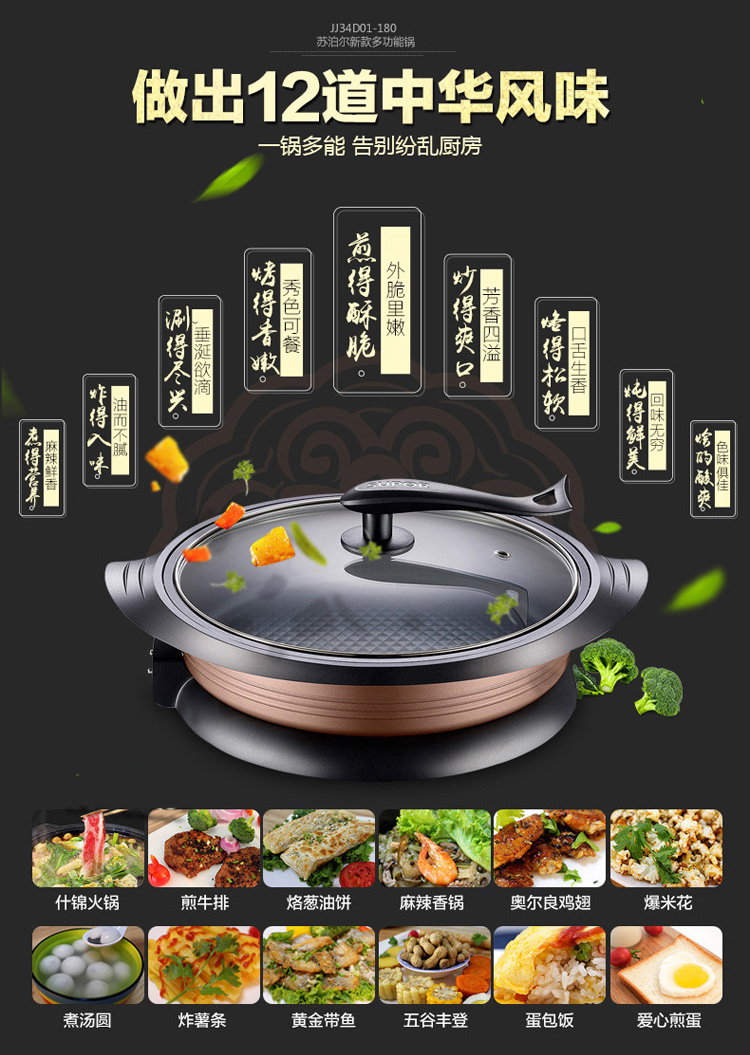 JJ34D01-180
苏泊尔新款多功能锅
做出12道中华风味
一锅多能 告别纷乱厨房
煮得营养。
麻辣鲜香
炸得入味。
油而不腻
涮得尽兴。
垂涎欲滴
烤得香嫩。
秀色可餐
煎得酥脆。
外脆里嫩
炒得爽口。
芳香四溢
烙得松软。
口舌生香
炖得鲜美。
回味无穷
烩的酸爽。
色味俱佳
SUPOR
什锦火锅
煎牛排
烙葱油饼
麻辣香锅
奥尔良鸡翅
爆米花
煮汤圆
炸薯条
黄金带鱼
五谷丰登
蛋包饭
爱心煎蛋